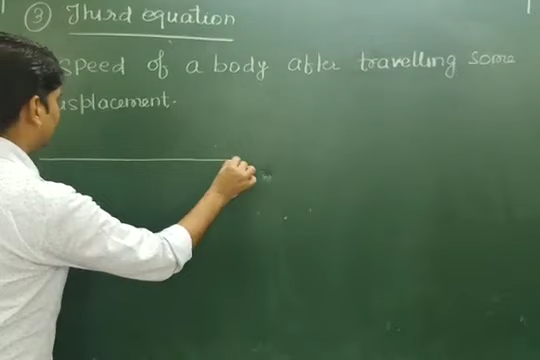 ③ Third equation
speed of a body after travelling some
displacement.